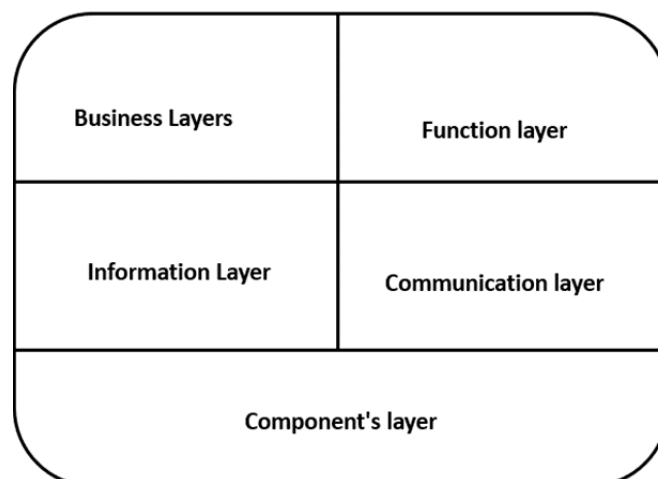 Business Layers
Function layer
Information Layer
Communication layer
Component's layer